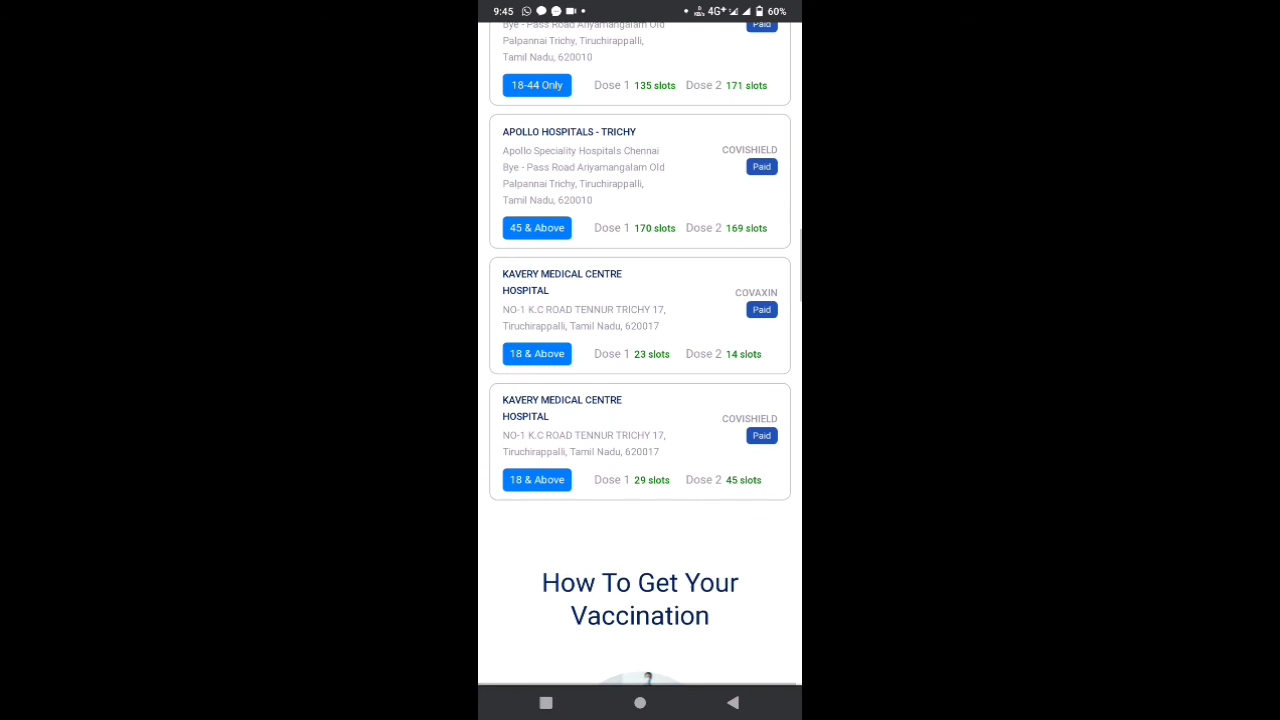 9:45
4G+
60%
Bye - Pass Road Ariyamangalam Old
Paid
Palpannai Trichy, Tiruchirappalli,
Tamil Nadu, 620010
18-44 Only Dose 1 135 slots Dose 2 171 slots
APOLLO HOSPITALS - TRICHY
Apollo Speciality Hospitals Chennai
COVISHIELD
Bye - Pass Road Ariyamangalam Old
Paid
Palpannai Trichy, Tiruchirappalli,
Tamil Nadu, 620010
45 & Above Dose 1 170 slots Dose 2 169 slots
KAVERY MEDICAL CENTRE
HOSPITAL
COVAXIN
NO-1 K.C ROAD TENNUR TRICHY 17,
Paid
Tiruchirappalli, Tamil Nadu, 620017
18 & Above Dose 1 23 slots Dose 2 14 slots
KAVERY MEDICAL CENTRE
HOSPITAL
COVISHIELD
NO-1 K.C ROAD TENNUR TRICHY 17,
Paid
Tiruchirappalli, Tamil Nadu, 620017
18 & Above Dose 1 29 slots Dose 2 45 slots
How To Get Your
Vaccination